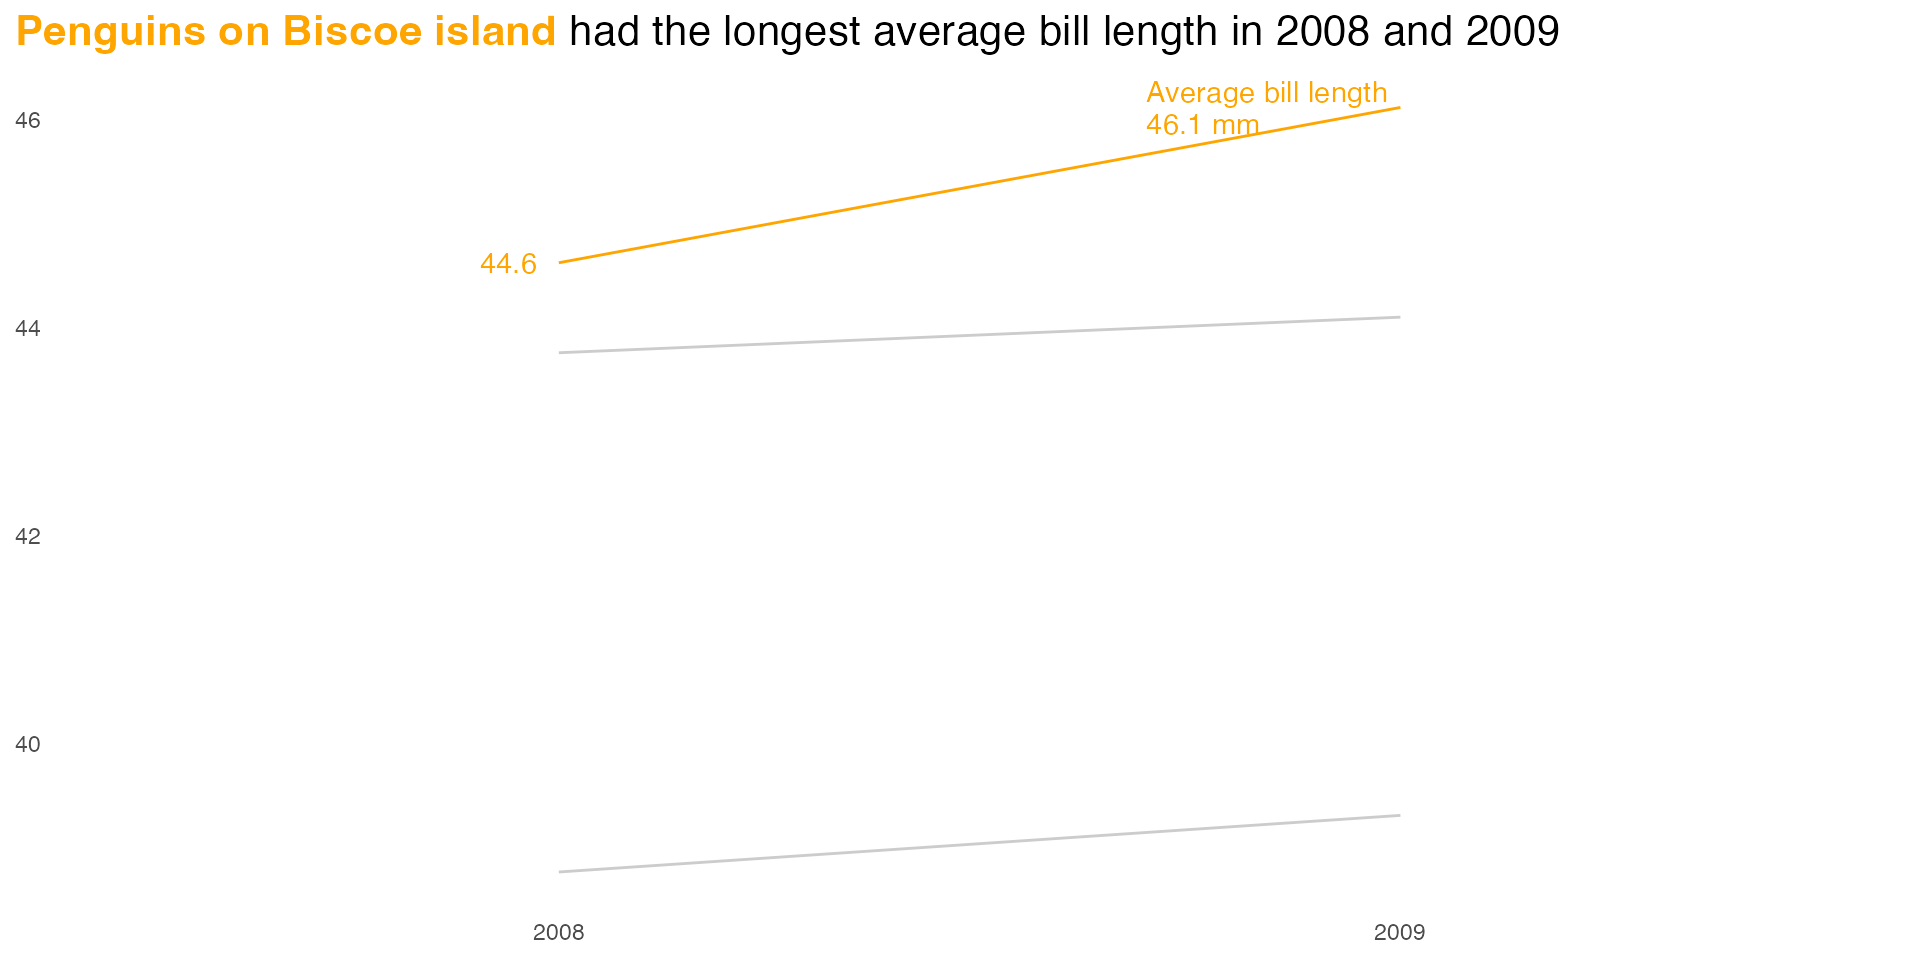 Penguins on Biscoe island had the longest average bill length in 2008 and 2009
Average bill length
46.1 mm
46
44.6
44
42
40
2008
2009